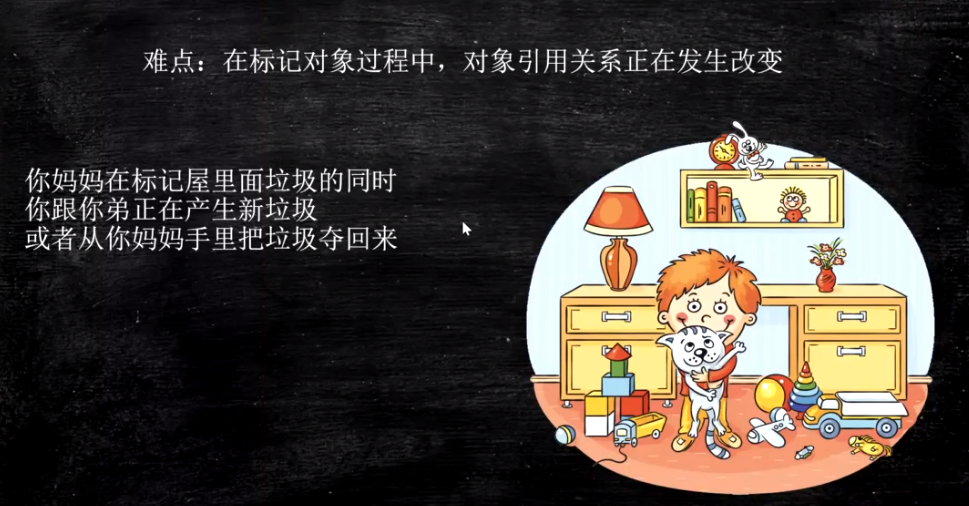 难点：在标记对象过程中，对象引用关系正在发生改变
你妈妈在标记屋里面垃圾的同时
你跟你弟正在产生新垃圾
或者从你妈妈手里把垃圾夺回来